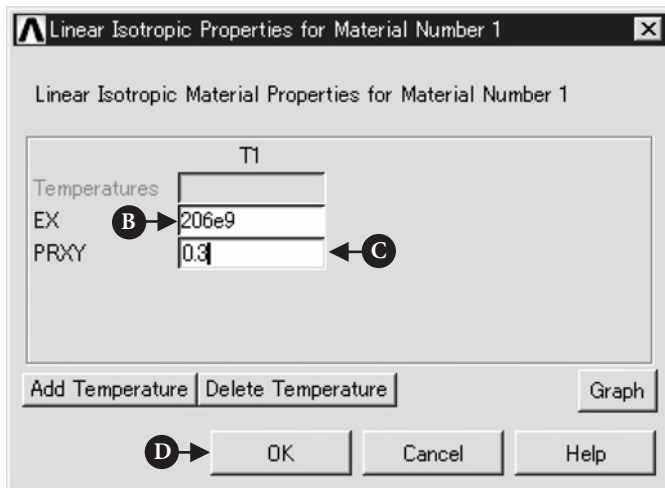 Linear Isotropic Properties for Material Number 1
Linear Isotropic Material Properties for Material Number 1
T1
Temperatures
EX B 206e9
PRXY 0.3 C
Add Temperature Delete Temperature Graph
D OK Cancel Help